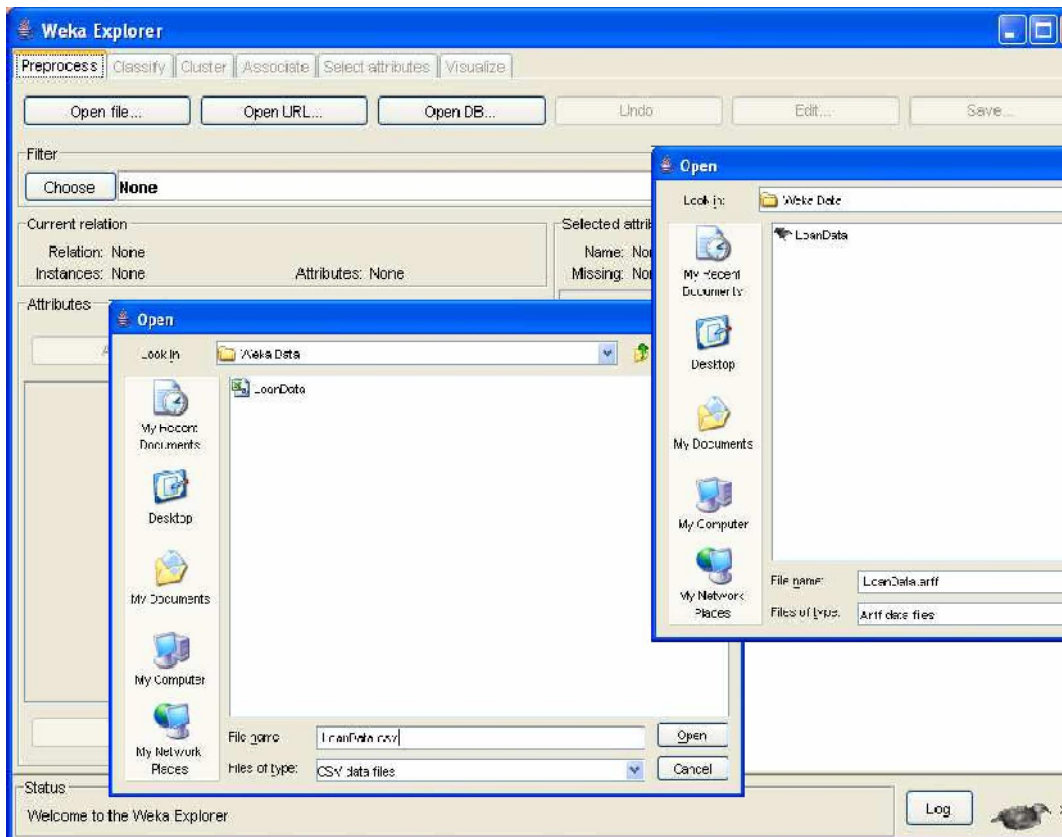 Weka Explorer
Preprocess Classify Cluster Associate Select attributes Visualize
Open file... Open URL... Open DB... Undo Edit... Save...
Filter
Choose None
Current relation
Relation: None
Instances: None Attributes: None
Selected attri
Name: No
Missing: No
Attributes
Open
Look in: Weka Data
LoanData
My Recent
Documents
Desktop
My Documents
My Computer
My Network
Places
File name: LoanData.arff
Files of type: Arff data files
Open
Look in Weka Data
LoanData
My Recent
Documents
Desktop
My Documents
My Computer
My Network
Places
File name LoanData.csv
Files of type: CSV data files
Open
Cancel
Status
Welcome to the Weka Explorer
Log